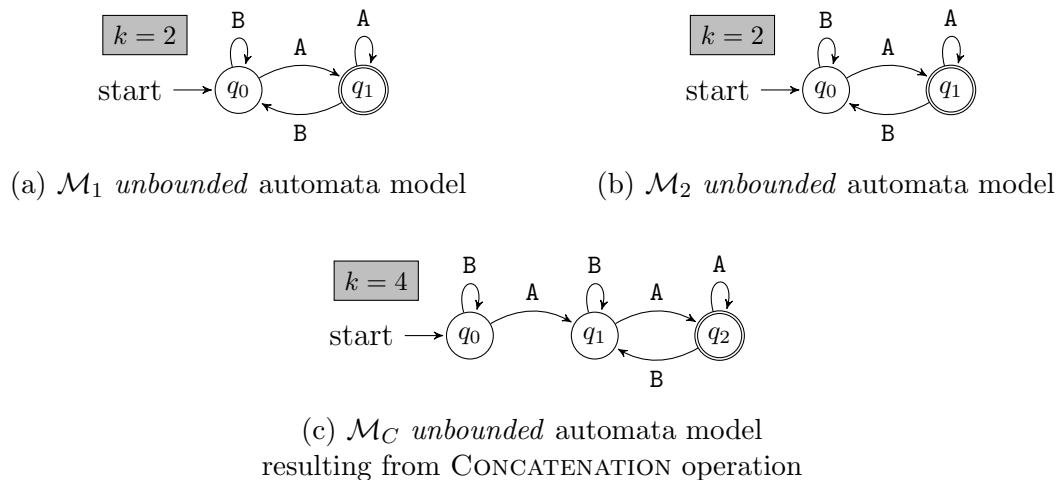 k = 2
B
A
A
start
q₀
q₁
B
(a) ℳ₁ unbounded automata model
k = 2
B
A
A
start
q₀
q₁
B
(b) ℳ₂ unbounded automata model
k = 4
B
A
B
A
A
start
q₀
q₁
q₂
B
(c) ℳ_C unbounded automata model
resulting from CONCATENATION operation